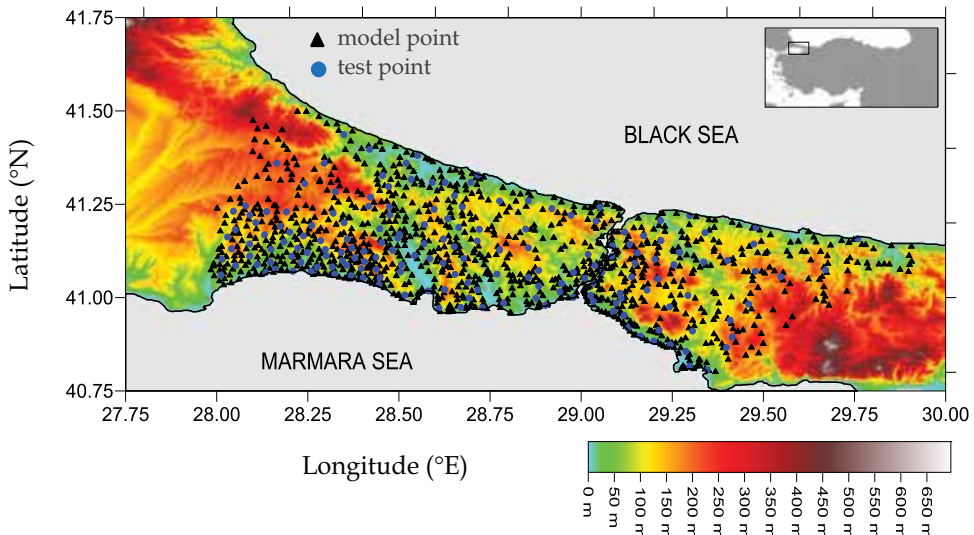 41.75
41.50
41.25
41.00
40.75
Latitude (°N)
model point
test point
BLACK SEA
MARMARA SEA
27.75 28.00 28.25 28.50 28.75 29.00 29.25 29.50 29.75 30.00
Longitude (°E)
0 m
50 m
100 m
150 m
200 m
250 m
300 m
350 m
400 m
450 m
500 m
550 m
600 m
650 m